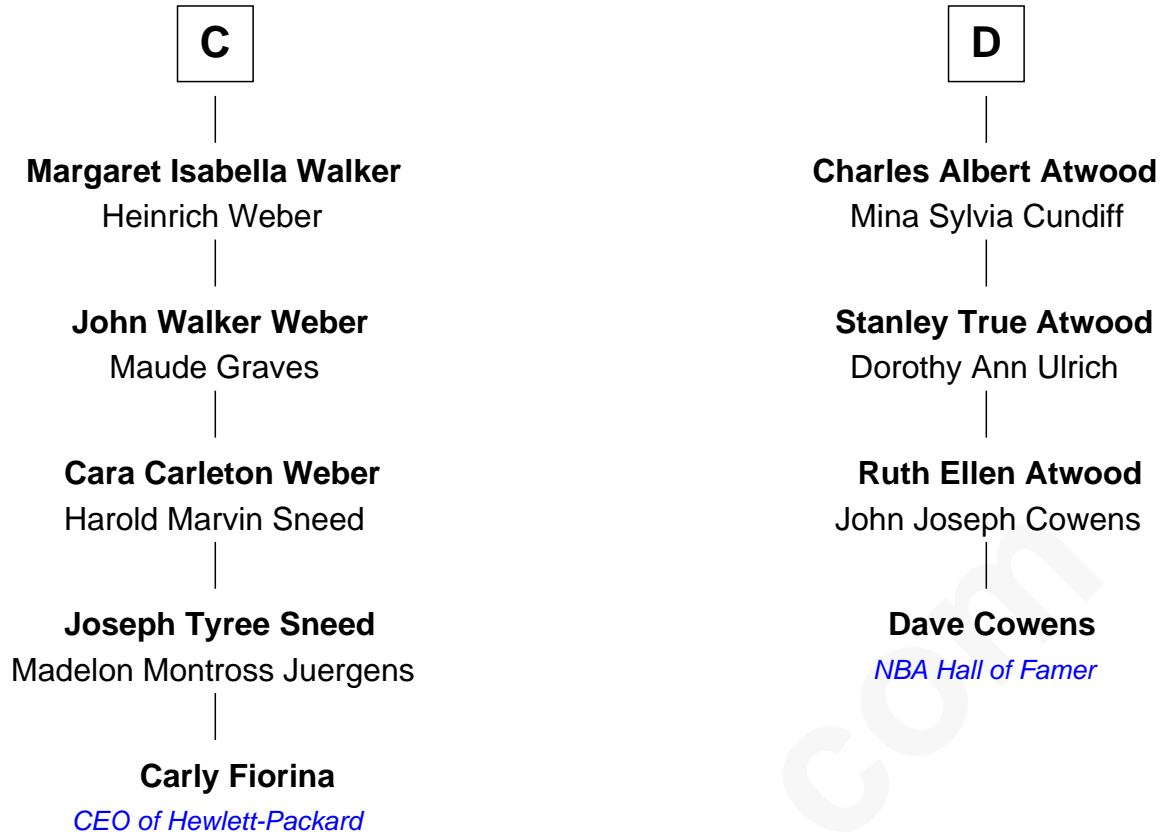 C
Margaret Isabella Walker
Heinrich Weber
John Walker Weber
Maude Graves
Cara Carleton Weber
Harold Marvin Sneed
Joseph Tyree Sneed
Madelon Montross Juergens
Carly Fiorina
CEO of Hewlett-Packard
D
Charles Albert Atwood
Mina Sylvia Cundiff
Stanley True Atwood
Dorothy Ann Ulrich
Ruth Ellen Atwood
John Joseph Cowens
Dave Cowens
NBA Hall of Famer
com